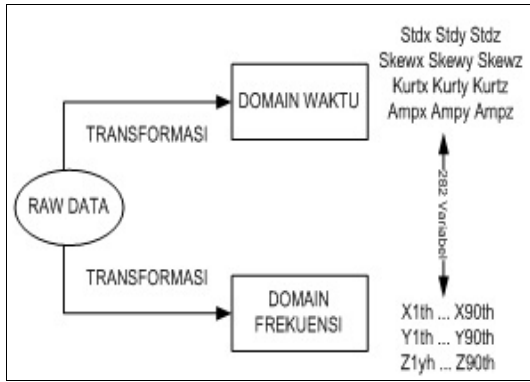 Stdx Stdy Stdz
Skewx Skewy Skewz
Kurtx Kurty Kurtz
Ampx Ampy Ampz
DOMAIN WAKTU
TRANSFORMASI
RAW DATA
282 Variabel
TRANSFORMASI
DOMAIN
FREKUENSI
X1th ... X90th
Y1th ... Y90th
Z1yh ... Z90th